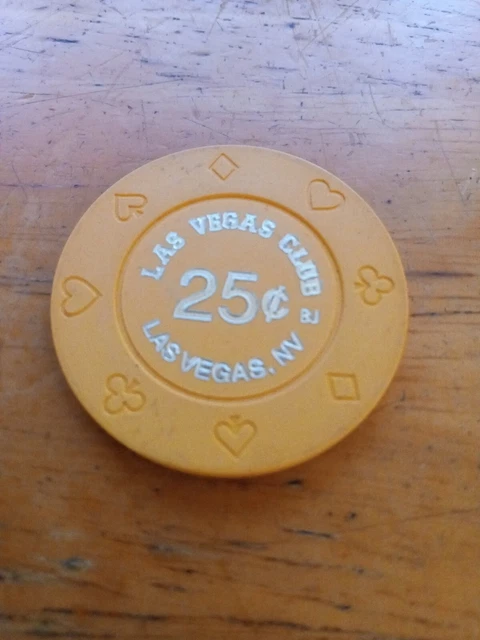 LAS VEGAS CLUB
25¢
BJ
LAS VEGAS, NV